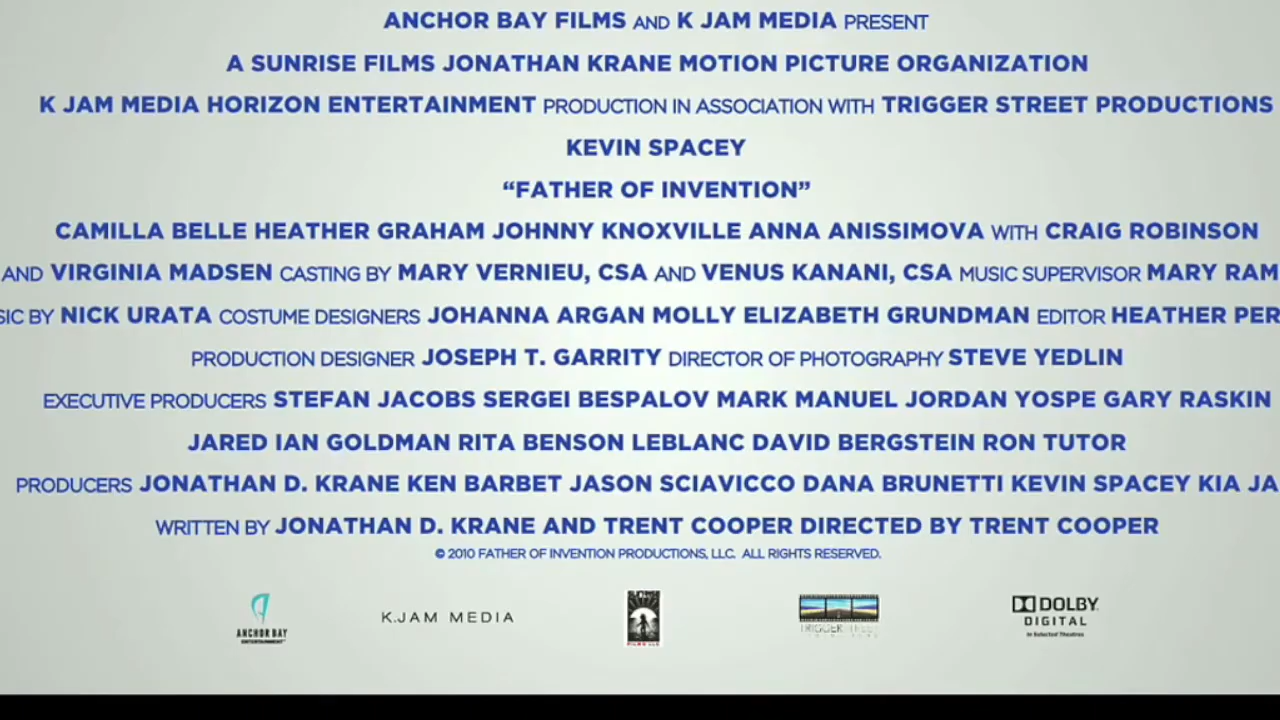 ANCHOR BAY FILMS AND K JAM MEDIA PRESENT
A SUNRISE FILMS JONATHAN KRANE MOTION PICTURE ORGANIZATION
K JAM MEDIA HORIZON ENTERTAINMENT PRODUCTION IN ASSOCIATION WITH TRIGGER STREET PRODUCTIONS
KEVIN SPACEY
“FATHER OF INVENTION”
CAMILLA BELLE HEATHER GRAHAM JOHNNY KNOXVILLE ANNA ANISSIMOVA WITH CRAIG ROBINSON
AND VIRGINIA MADSEN CASTING BY MARY VERNIEU, CSA AND VENUS KANANI, CSA MUSIC SUPERVISOR MARY RAM
SIC BY NICK URATA COSTUME DESIGNERS JOHANNA ARGAN MOLLY ELIZABETH GRUNDMAN EDITOR HEATHER PER
PRODUCTION DESIGNER JOSEPH T. GARRITY DIRECTOR OF PHOTOGRAPHY STEVE YEDLIN
EXECUTIVE PRODUCERS STEFAN JACOBS SERGEI BESPALOV MARK MANUEL JORDAN YOSPE GARY RASKIN
JARED IAN GOLDMAN RITA BENSON LEBLANC DAVID BERGSTEIN RON TUTOR
PRODUCERS JONATHAN D. KRANE KEN BARBET JASON SCIAVICCO DANA BRUNETTI KEVIN SPACEY KIA JA
WRITTEN BY JONATHAN D. KRANE AND TRENT COOPER DIRECTED BY TRENT COOPER
© 2010 FATHER OF INVENTION PRODUCTIONS, LLC. ALL RIGHTS RESERVED.
ANCHOR BAY
ENTERTAINMENT
K.JAM MEDIA
FILMS LLC
TRIGGER
DOLBY
DIGITAL
In Selected Theatres